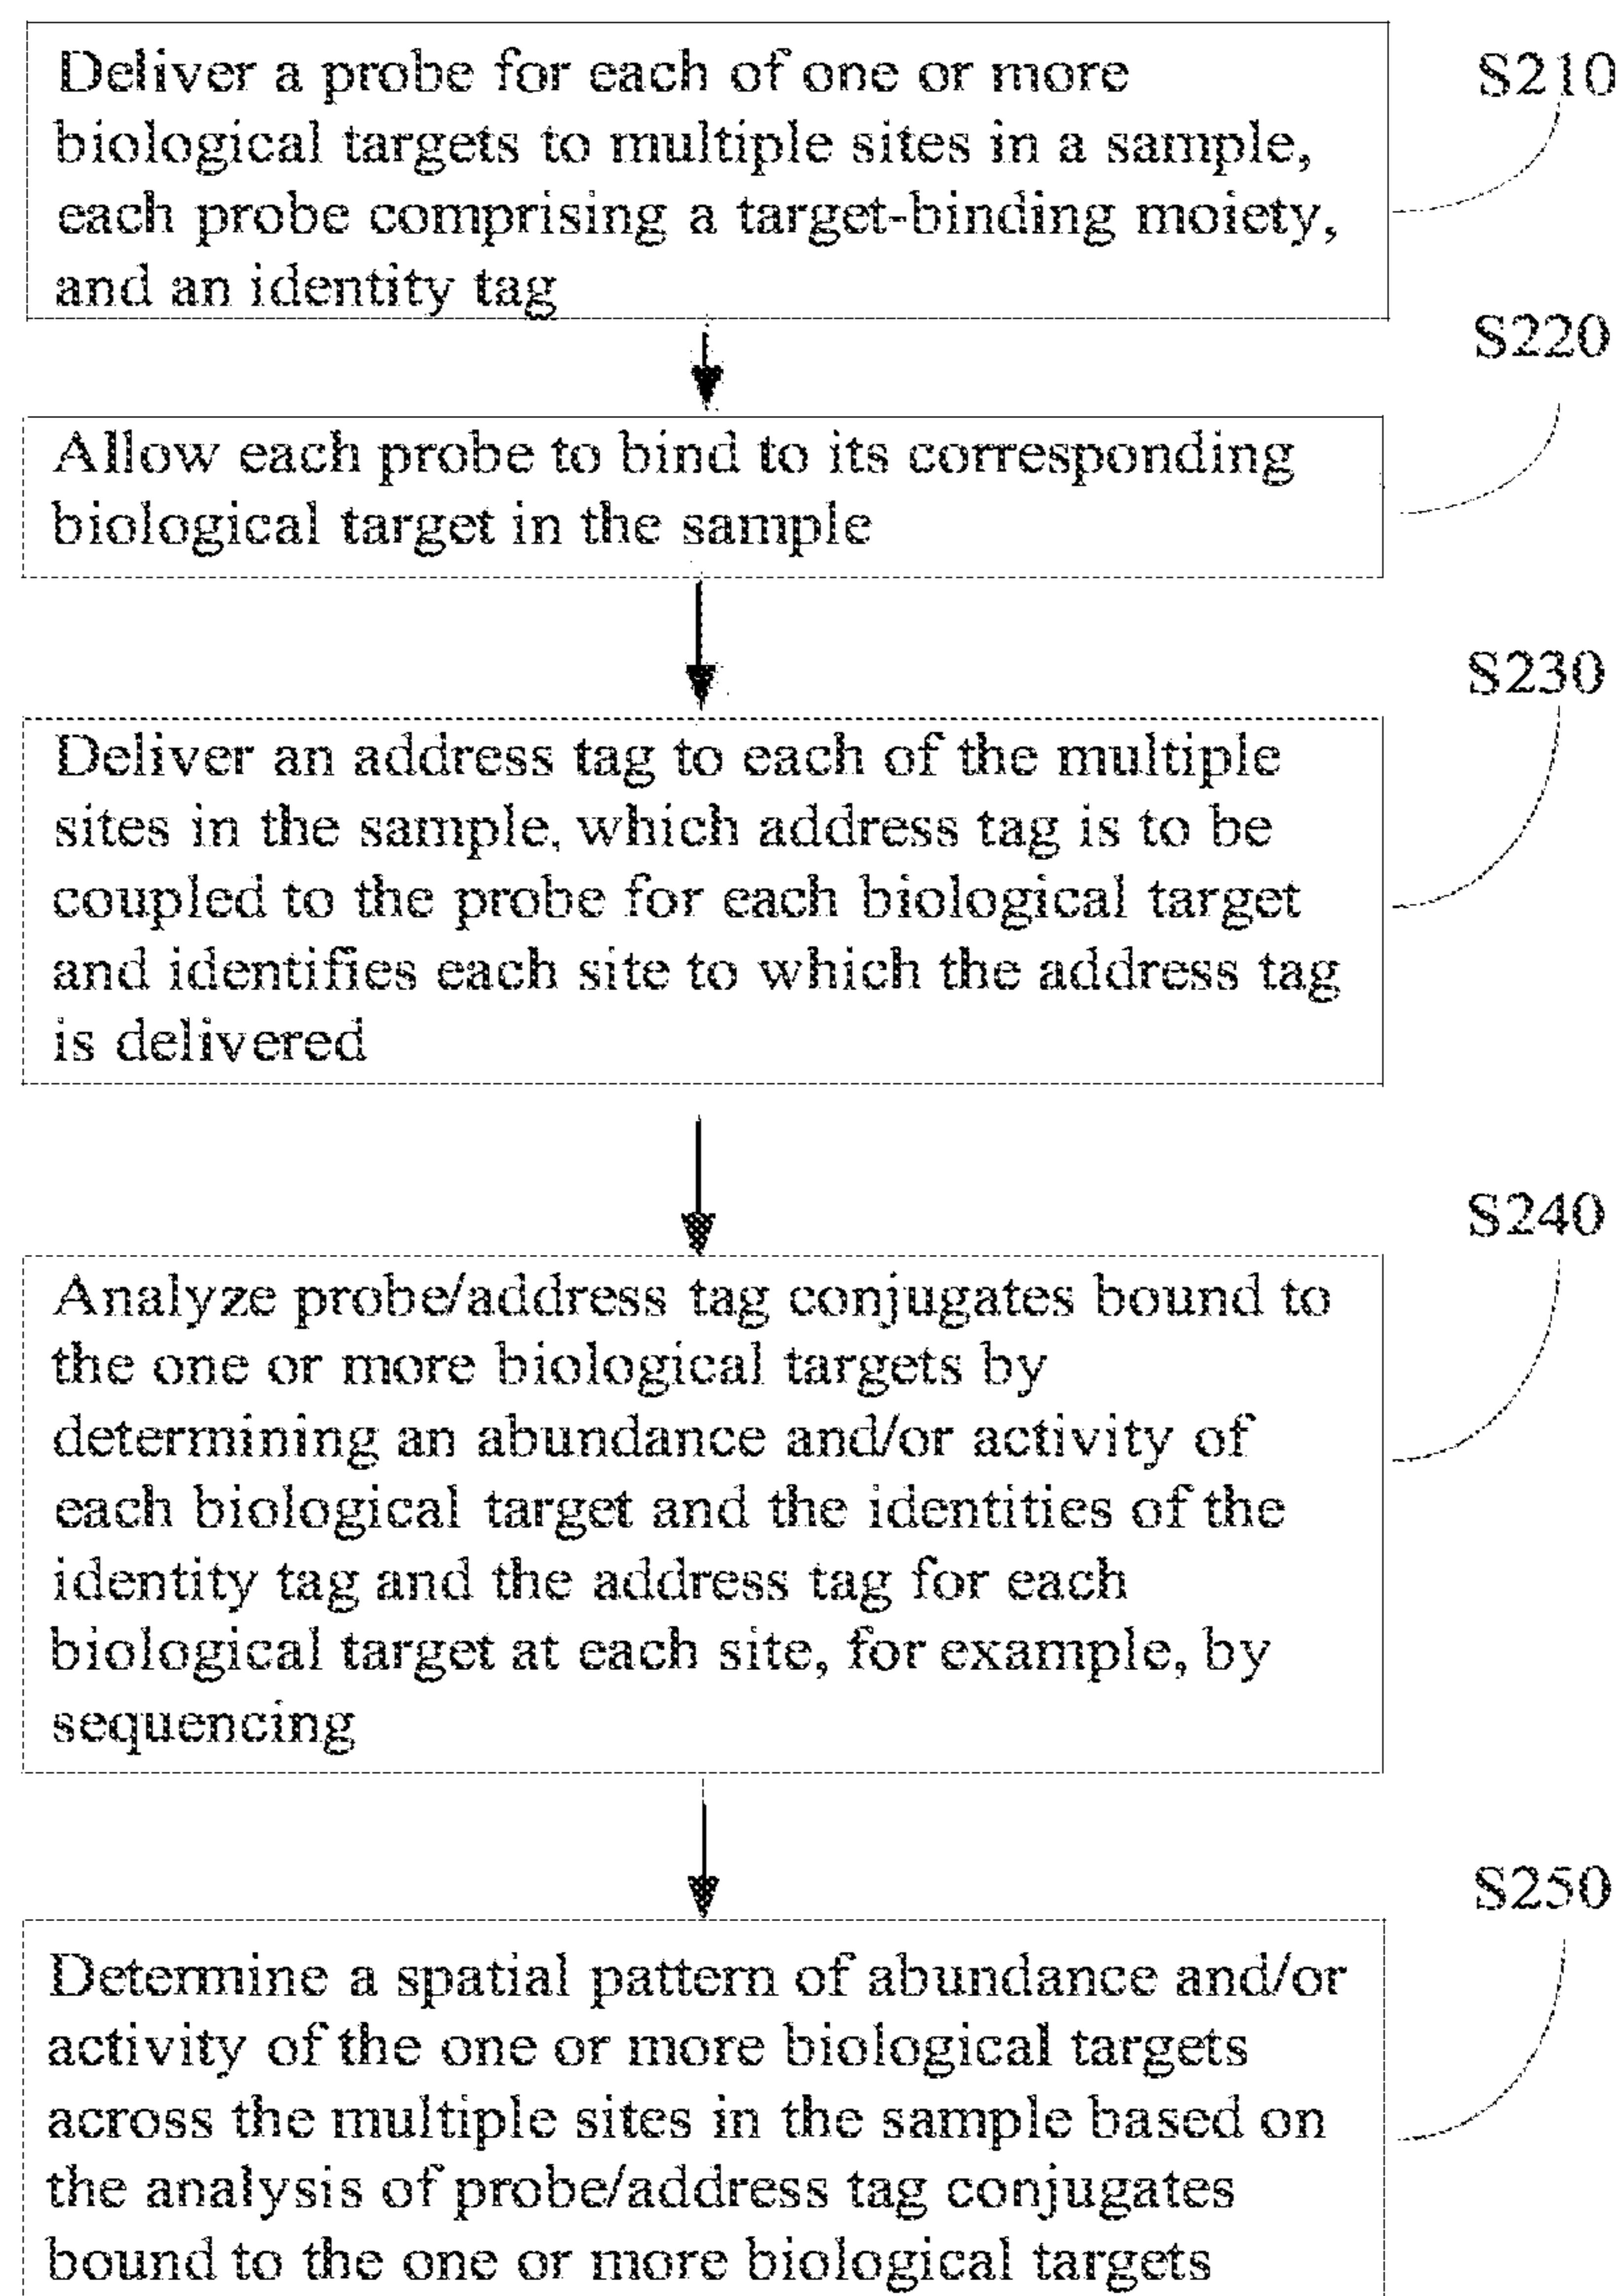 Deliver a probe for each of one or more
biological targets to multiple sites in a sample,
each probe comprising a target-binding moiety,
and an identity tag
S210
Allow each probe to bind to its corresponding
biological target in the sample
S220
Deliver an address tag to each of the multiple
sites in the sample, which address tag is to be
coupled to the probe for each biological target
and identifies each site to which the address tag
is delivered
S230
Analyze probe/address tag conjugates bound to
the one or more biological targets by
determining an abundance and/or activity of
each biological target and the identities of the
identity tag and the address tag for each
biological target at each site, for example, by
sequencing
S240
Determine a spatial pattern of abundance and/or
activity of the one or more biological targets
across the multiple sites in the sample based on
the analysis of probe/address tag conjugates
bound to the one or more biological targets
S250